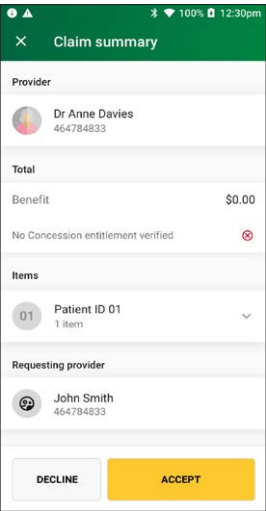 100% 12:30pm
Claim summary
Provider
Dr Anne Davies
464784833
Total
Benefit $0.00
No Concession entitlement verified
Items
01 Patient ID 01
1 item
Requesting provider
John Smith
464784833
DECLINE ACCEPT